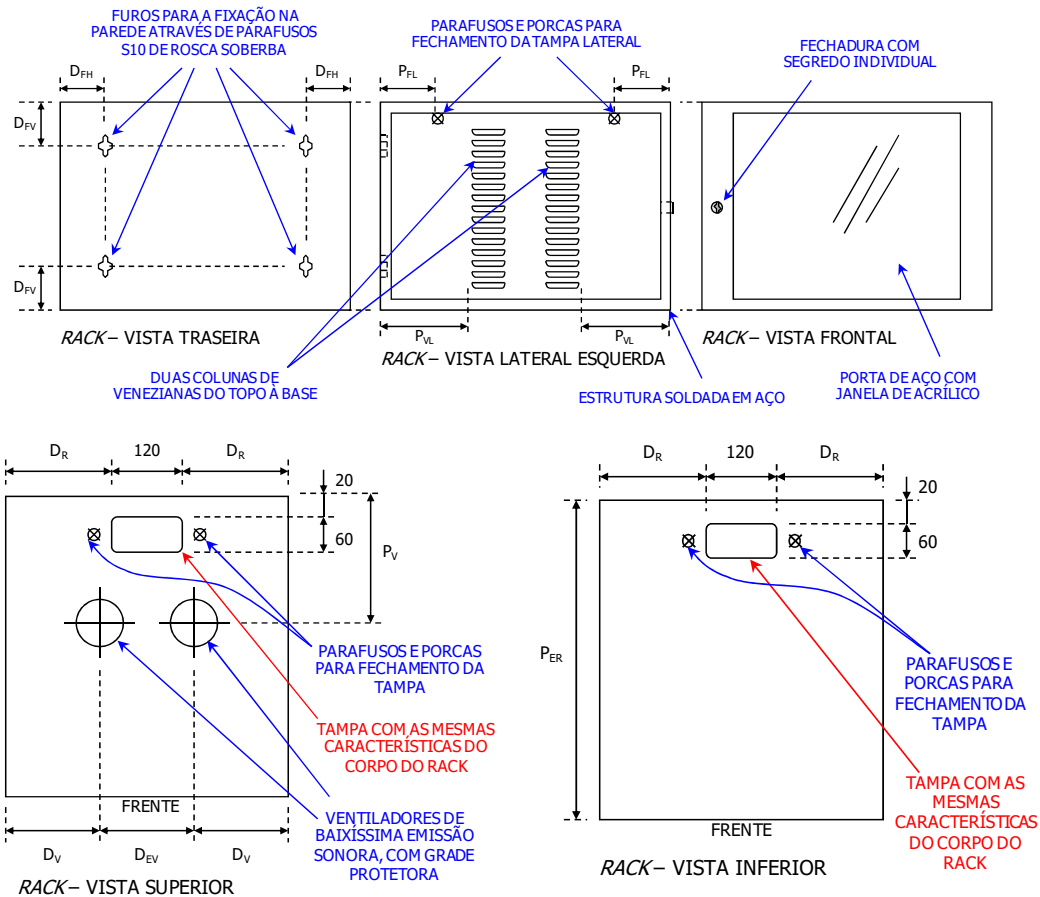 FUROS PARA A FIXAÇÃO NA
PAREDE ATRAVÉS DE PARAFUSOS
S10 DE ROSCA SOBERBA
PARAFUSOS E PORCAS PARA
FECHAMENTO DA TAMPA LATERAL
FECHADURA COM
SEGREDO INDIVIDUAL
DFH
DFH
PFL
PFL
DFV
DFV
PVL
PVL
RACK – VISTA TRASEIRA
RACK – VISTA LATERAL ESQUERDA
RACK – VISTA FRONTAL
DUAS COLUNAS DE
VENEZIANAS DO TOPO À BASE
ESTRUTURA SOLDADA EM AÇO
PORTA DE AÇO COM
JANELA DE ACRÍLICO
DR
120
DR
20
60
PV
PARAFUSOS E PORCAS
PARA FECHAMENTO DA
TAMPA
TAMPA COM AS MESMAS
CARACTERÍSTICAS DO
CORPO DO RACK
FRENTE
VENTILADORES DE
BAIXÍSSIMA EMISSÃO
SONORA, COM GRADE
PROTETORA
DV
DEV
DV
RACK – VISTA SUPERIOR
DR
120
DR
20
60
PER
PARAFUSOS E
PORCAS PARA
FECHAMENTO DA
TAMPA
TAMPA COM AS
MESMAS
CARACTERÍSTICAS
DO CORPO DO
RACK
FRENTE
RACK – VISTA INFERIOR